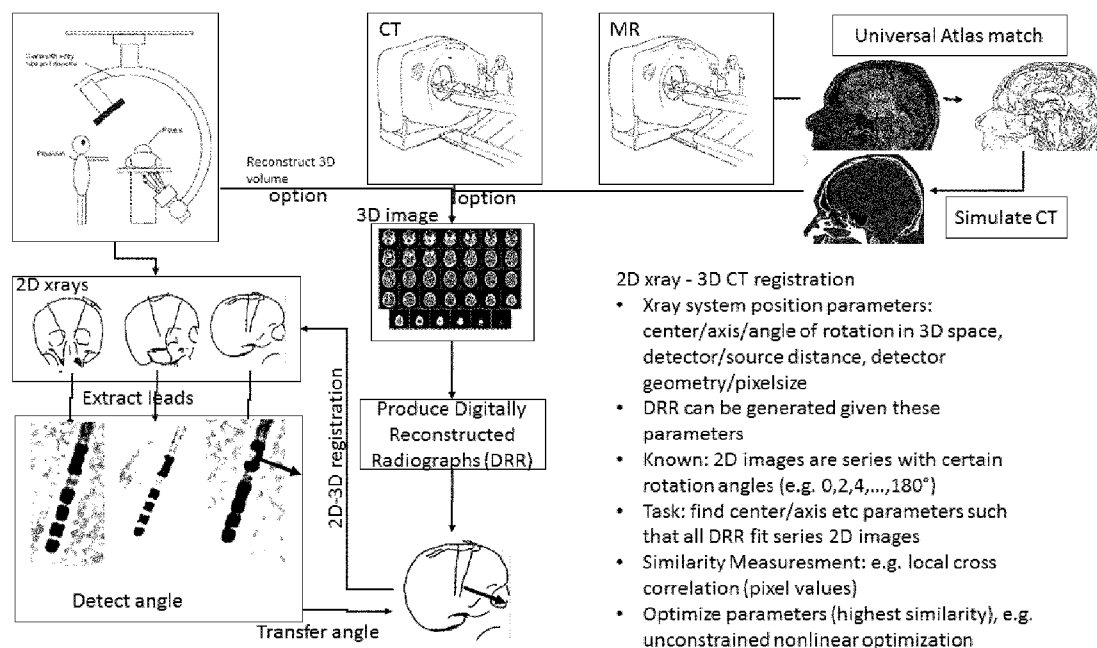 CT
MR
Universal Atlas match
Physician
Patient
Reconstruct 3D
volume
option
option
3D image
Simulate CT
2D xrays
Extract leads
2D-3D registration
Produce Digitally
Reconstructed
Radiographs (DRR)
Detect angle
Transfer angle
2D xray - 3D CT registration
• Xray system position parameters:
center/axis/angle of rotation in 3D space,
detector/source distance, detector
geometry/pixelsize
• DRR can be generated given these
parameters
• Known: 2D images are series with certain
rotation angles (e.g. 0,2,4,...,180°)
• Task: find center/axis etc parameters such
that all DRR fit series 2D images
• Similarity Measuresment: e.g. local cross
correlation (pixel values)
• Optimize parameters (highest similarity), e.g.
unconstrained nonlinear optimization